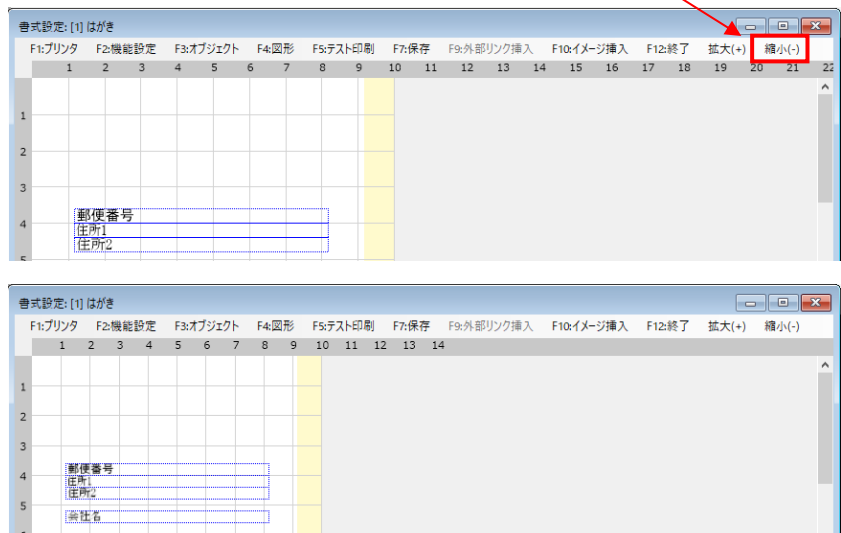 書式設定: [1] はがき
F1:プリンタ F2:機能設定 F3:オブジェクト F4:図形 F5:テスト印刷 F7:保存 F9:外部リンク挿入 F10:イメージ挿入 F12:終了 拡大(+) 縮小(-)
1 2 3 4 5 6 7 8 9 10 11 12 13 14 15 16 17 18 19 20 21 22
1
2
3
郵便番号
4
住所1
住所2
5
書式設定: [1] はがき
F1:プリンタ F2:機能設定 F3:オブジェクト F4:図形 F5:テスト印刷 F7:保存 F9:外部リンク挿入 F10:イメージ挿入 F12:終了 拡大(+) 縮小(-)
1 2 3 4 5 6 7 8 9 10 11 12 13 14
1
2
3
郵便番号
4
住所1
住所2
5
会社名